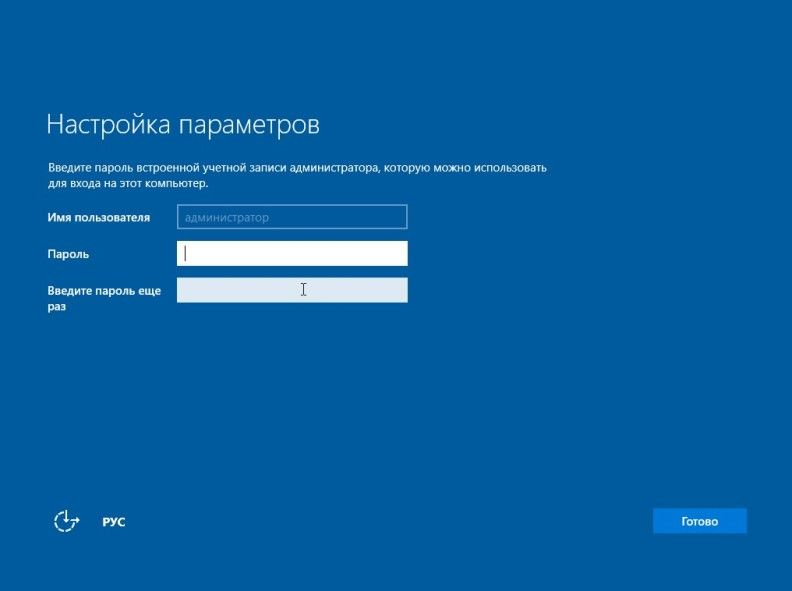 Настройка параметров
Введите пароль встроенной учетной записи администратора, которую можно использовать
для входа на этот компьютер.
Имя пользователя администратор
Пароль
Введите пароль еще
раз
РУС Готово